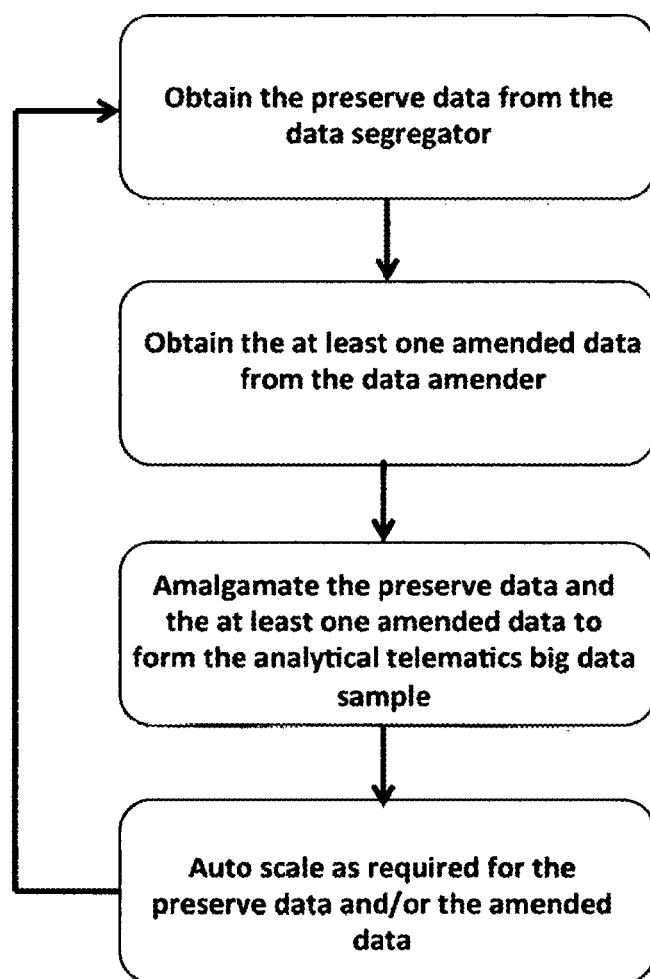 Obtain the preserve data from the
data segregator
Obtain the at least one amended data
from the data amender
Amalgamate the preserve data and
the at least one amended data to
form the analytical telematics big data
sample
Auto scale as required for the
preserve data and/or the amended
data